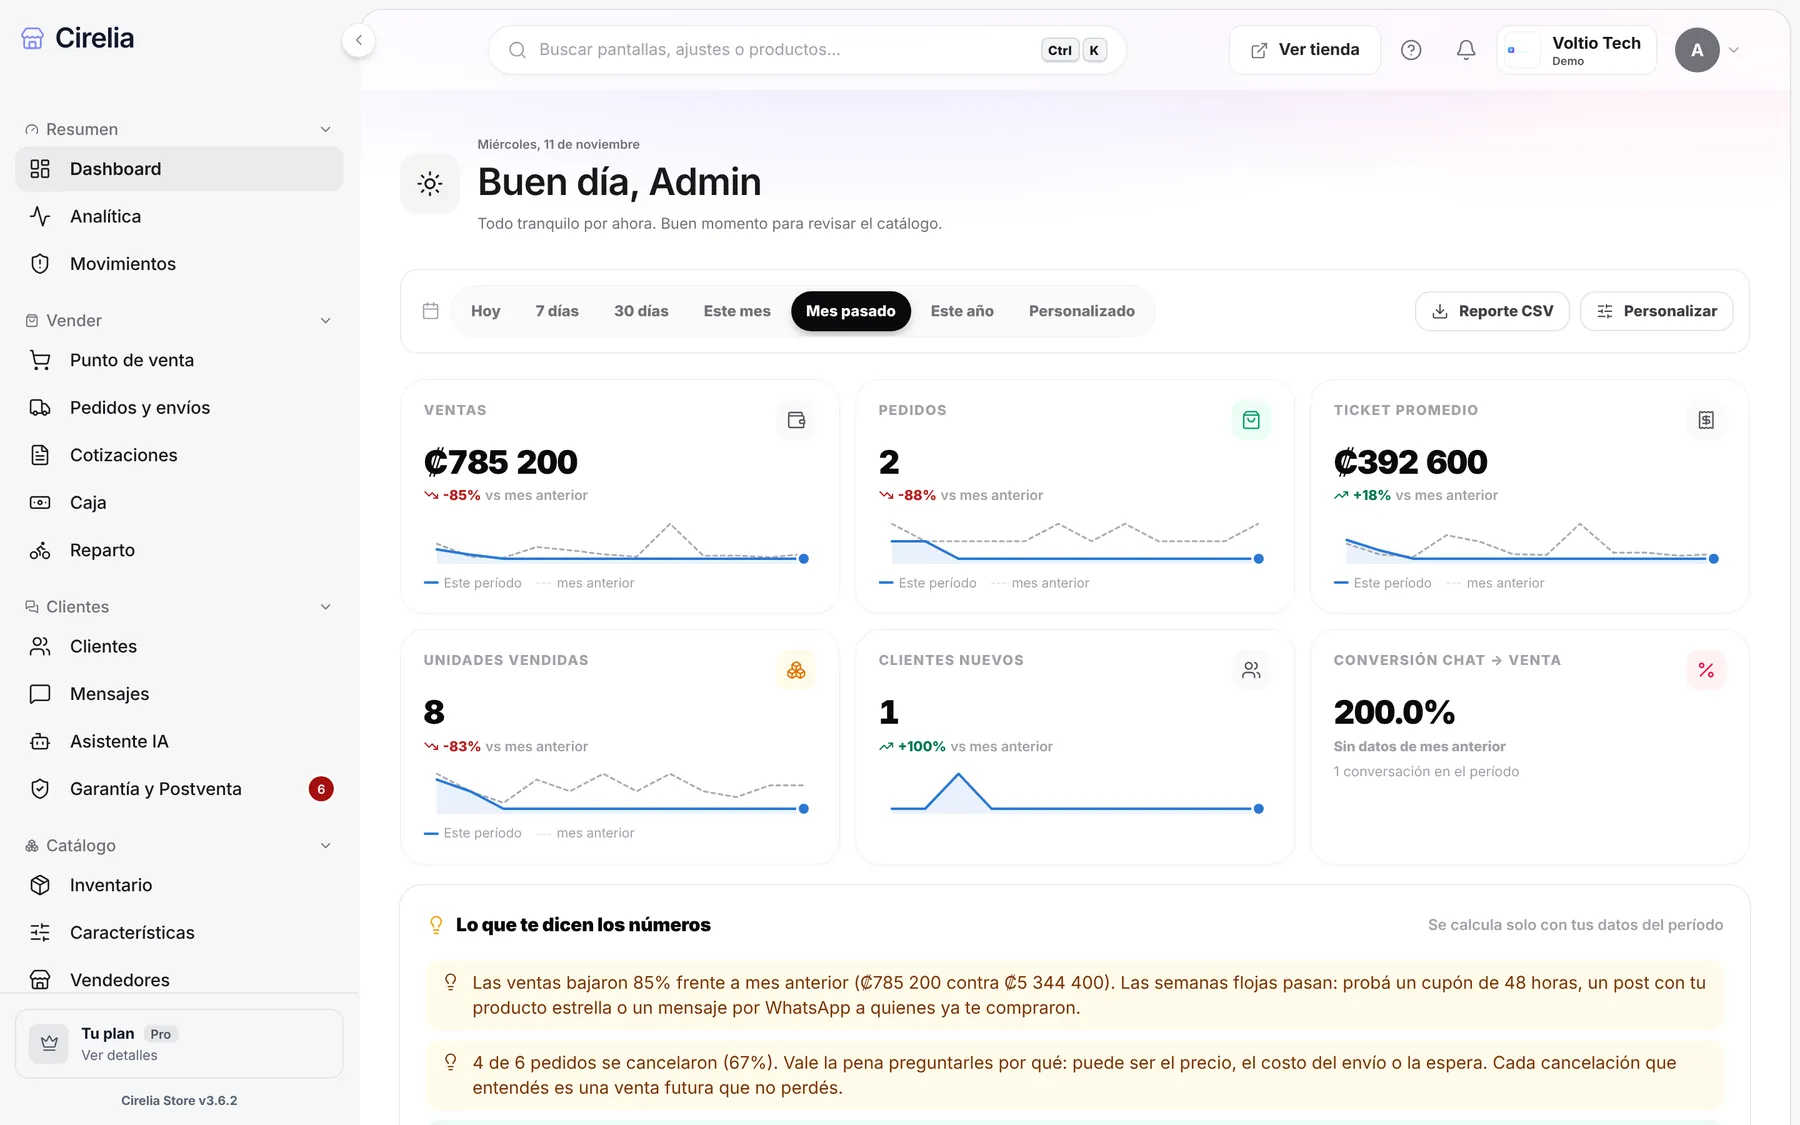 Cirelia
Buscar pantallas, ajustes o productos...
Ctrl K
Ver tienda
Voltio Tech
Demo
A
Resumen
Dashboard
Analítica
Movimientos
Vender
Punto de venta
Pedidos y envíos
Cotizaciones
Caja
Reparto
Clientes
Clientes
Mensajes
Asistente IA
Garantía y Postventa
6
Catálogo
Inventario
Características
Vendedores
Tu plan Pro
Ver detalles
Cirelia Store v3.6.2
Miércoles, 11 de noviembre
Buen día, Admin
Todo tranquilo por ahora. Buen momento para revisar el catálogo.
Hoy 7 días 30 días Este mes Mes pasado Este año Personalizado
Reporte CSV
Personalizar
VENTAS
₡785 200
-85% vs mes anterior
Este período mes anterior
PEDIDOS
2
-88% vs mes anterior
Este período mes anterior
TICKET PROMEDIO
₡392 600
+18% vs mes anterior
Este período mes anterior
UNIDADES VENDIDAS
8
-83% vs mes anterior
Este período mes anterior
CLIENTES NUEVOS
1
+100% vs mes anterior
CONVERSIÓN CHAT → VENTA
200.0%
Sin datos de mes anterior
1 conversación en el período
Lo que te dicen los números
Se calcula solo con tus datos del período
Las ventas bajaron 85% frente a mes anterior (₡785 200 contra ₡5 344 400). Las semanas flojas pasan: probá un cupón de 48 horas, un post con tu
producto estrella o un mensaje por WhatsApp a quienes ya te compraron.
4 de 6 pedidos se cancelaron (67%). Vale la pena preguntarles por qué: puede ser el precio, el costo del envío o la espera. Cada cancelación que
entendés es una venta futura que no perdés.